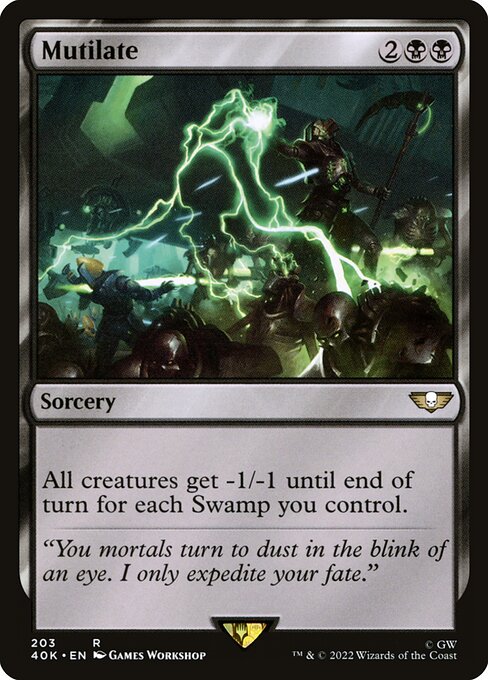 Mutilate 2
Sorcery
All creatures get -1/-1 until end of
turn for each Swamp you control.
“You mortals turn to dust in the blink of
an eye. I only expedite your fate.”
203 R
40K • EN Games Workshop
© GW
™ & © 2022 Wizards of the Coast